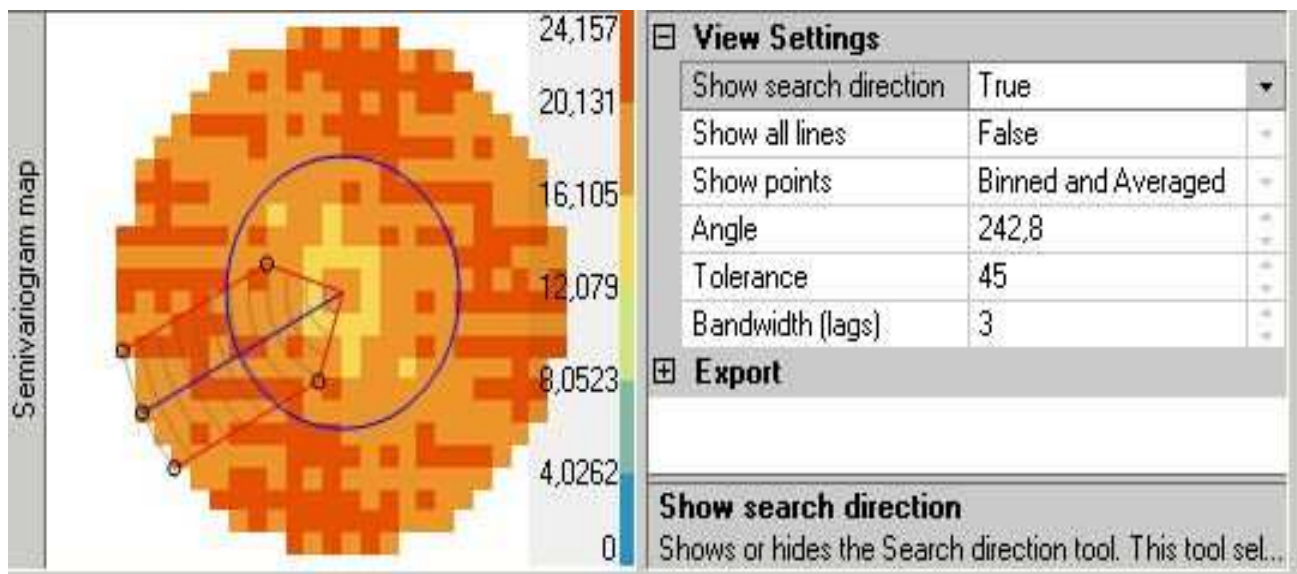 Semivariogram map
24,157
20,131
16,105
12,079
8,0523
4,0262
0
View Settings
Show search direction True
Show all lines False
Show points Binned and Averaged
Angle 242,8
Tolerance 45
Bandwidth (lags) 3
Export
Show search direction
Shows or hides the Search direction tool. This tool sel...